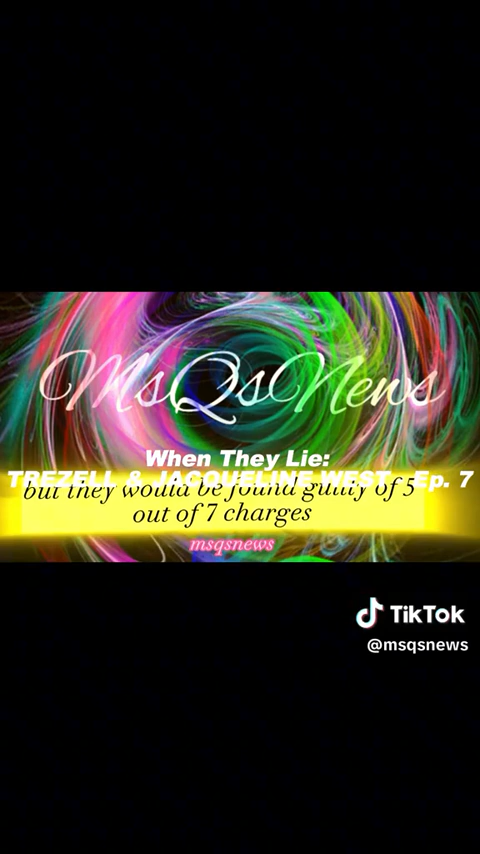 MsQsNews
When They Lie:
TREZELL & JACQUELINE WEST - Ep. 7
but they would be found guilty of 5
out of 7 charges
msqsnews
TikTok
@msqsnews